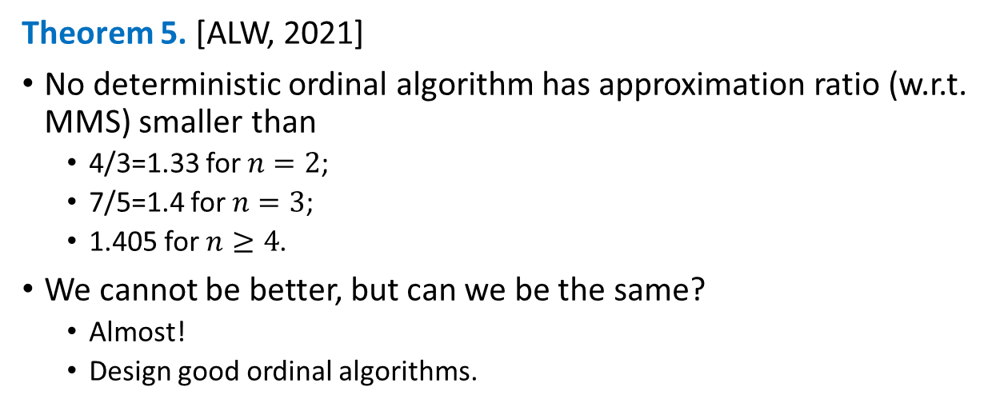 Theorem 5. [ALW, 2021]
• No deterministic ordinal algorithm has approximation ratio (w.r.t.
MMS) smaller than
• 4/3=1.33 for n = 2;
• 7/5=1.4 for n = 3;
• 1.405 for n ≥ 4.
• We cannot be better, but can we be the same?
• Almost!
• Design good ordinal algorithms.